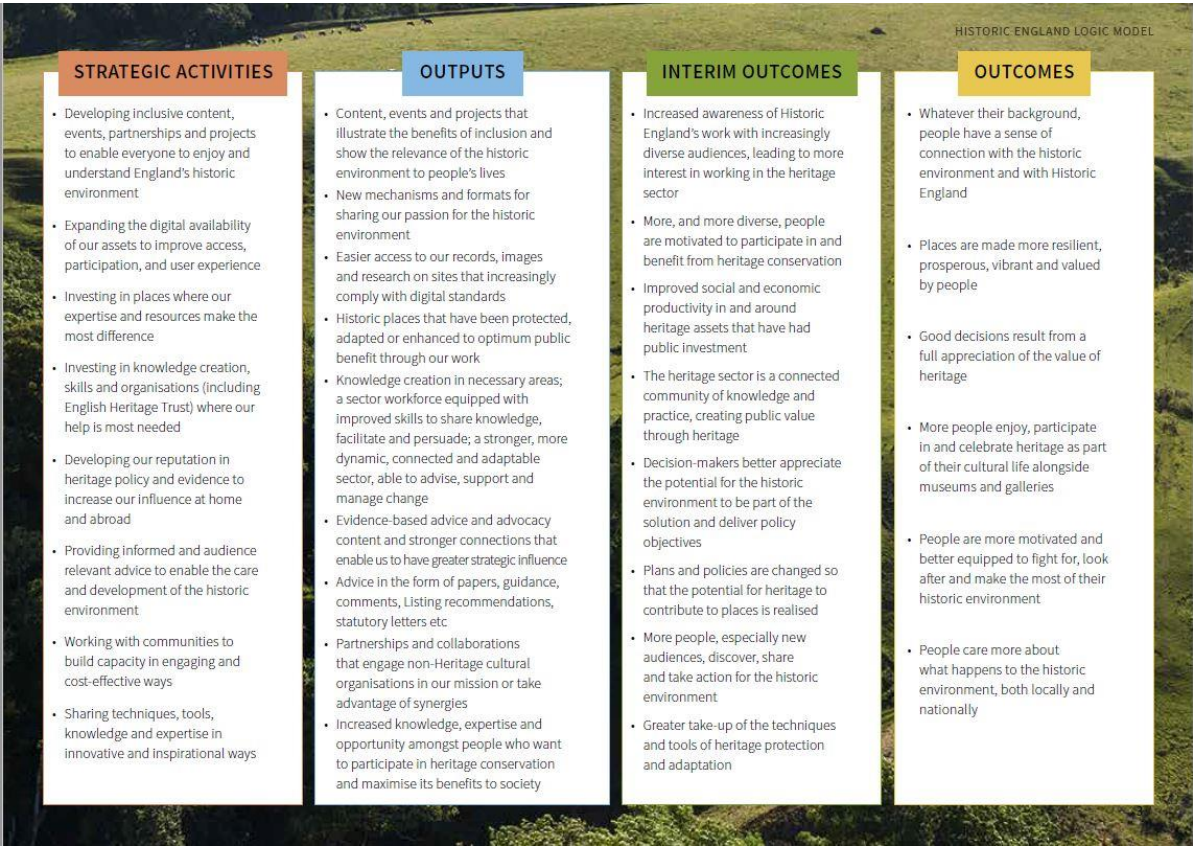 HISTORIC ENGLAND LOGIC MODEL
STRATEGIC ACTIVITIES
• Developing inclusive content,
events, partnerships and projects
to enable everyone to enjoy and
understand England's historic
environment
• Expanding the digital availability
of our assets to improve access,
participation, and user experience
• Investing in places where our
expertise and resources make the
most difference
• Investing in knowledge creation,
skills and organisations (including
English Heritage Trust) where our
help is most needed
• Developing our reputation in
heritage policy and evidence to
increase our influence at home
and abroad
• Providing informed and audience
relevant advice to enable the care
and development of the historic
environment
• Working with communities to
build capacity in engaging and
cost-effective ways
• Sharing techniques, tools,
knowledge and expertise in
innovative and inspirational ways
OUTPUTS
• Content, events and projects that
illustrate the benefits of inclusion and
show the relevance of the historic
environment to people's lives
• New mechanisms and formats for
sharing our passion for the historic
environment
• Easier access to our records, images
and research on sites that increasingly
comply with digital standards
• Historic places that have been protected,
adapted or enhanced to optimum public
benefit through our work
• Knowledge creation in necessary areas;
a sector workforce equipped with
improved skills to share knowledge,
facilitate and persuade; a stronger, more
dynamic, connected and adaptable
sector, able to advise, support and
manage change
• Evidence-based advice and advocacy
content and stronger connections that
enable us to have greater strategic influence
• Advice in the form of papers, guidance,
comments, Listing recommendations,
statutory letters etc
• Partnerships and collaborations
that engage non-Heritage cultural
organisations in our mission or take
advantage of synergies
• Increased knowledge, expertise and
opportunity amongst people who want
to participate in heritage conservation
and maximise its benefits to society
INTERIM OUTCOMES
• Increased awareness of Historic
England's work with increasingly
diverse audiences, leading to more
interest in working in the heritage
sector
• More, and more diverse, people
are motivated to participate in and
benefit from heritage conservation
• Improved social and economic
productivity in and around
heritage assets that have had
public investment
• The heritage sector is a connected
community of knowledge and
practice, creating public value
through heritage
• Decision-makers better appreciate
the potential for the historic
environment to be part of the
solution and deliver policy
objectives
• Plans and policies are changed so
that the potential for heritage to
contribute to places is realised
• More people, especially new
audiences, discover, share
and take action for the historic
environment
• Greater take-up of the techniques
and tools of heritage protection
and adaptation
OUTCOMES
• Whatever their background,
people have a sense of
connection with the historic
environment and with Historic
England
• Places are made more resilient,
prosperous, vibrant and valued
by people
• Good decisions result from a
full appreciation of the value of
heritage
• More people enjoy, participate
in and celebrate heritage as part
of their cultural life alongside
museums and galleries
• People are more motivated and
better equipped to fight for, look
after and make the most of their
historic environment
• People care more about
what happens to the historic
environment, both locally and
nationally